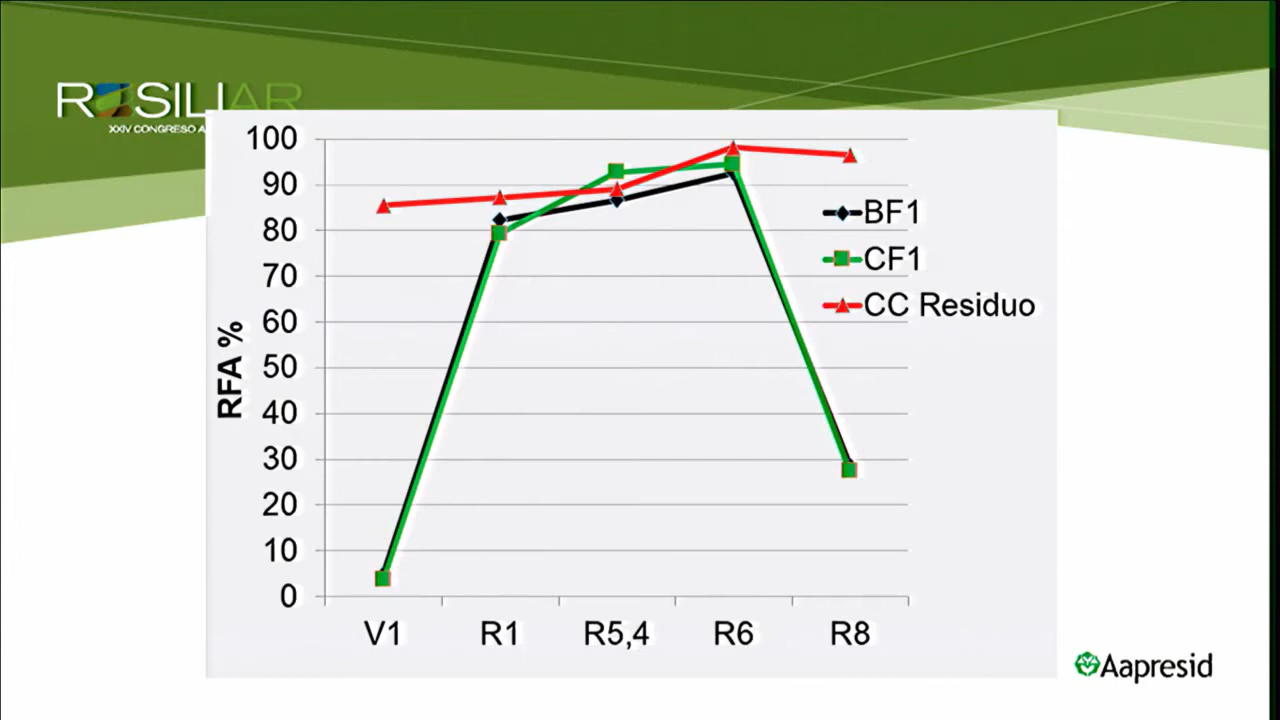 ROSILIAR
XXIV CONGRESO A
100
90
80
70
60
50
40
30
20
10
0
RFA %
V1 R1 R5,4 R6 R8
BF1
CF1
CC Residuo
Aapresid